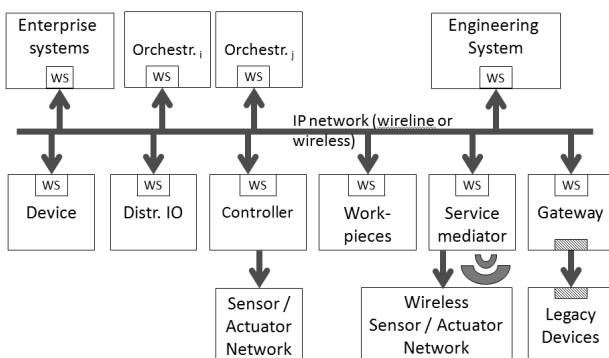 Enterprise
systems
WS
Orchestr. i
WS
Orchestr. j
WS
Engineering
System
WS
IP network (wireline or
wireless)
WS
Device
WS
Distr. IO
WS
Controller
WS
Work-
pieces
WS
Service
mediator
WS
Gateway
Sensor /
Actuator
Network
Wireless
Sensor / Actuator
Network
Legacy
Devices